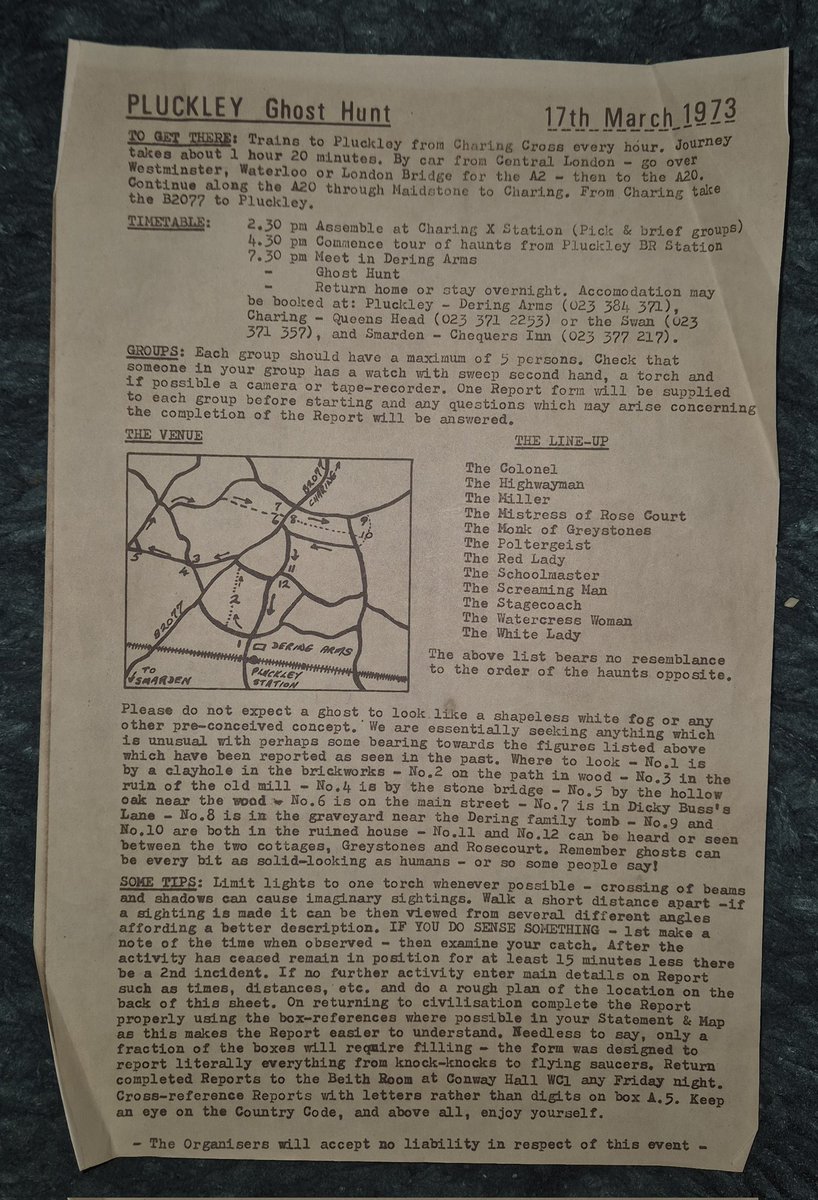 PLUCKLEY Ghost Hunt 17th March 1973
TO GET THERE: Trains to Pluckley from Charing Cross every hour. Journey
takes about 1 hour 20 minutes. By car from Central London - go over
Westminster, Waterloo or London Bridge for the A2 - then to the A20.
Continue along the A20 through Maidstone to Charing. From Charing take
the B2077 to Pluckley.
TIMETABLE: 2.30 pm Assemble at Charing X Station (Pick & brief groups)
4.30 pm Commence tour of haunts from Pluckley BR Station
7.30 pm Meet in Dering Arms
- Ghost Hunt
- Return home or stay overnight. Accomodation may
be booked at: Pluckley - Dering Arms (023 384 371),
Charing - Queens Head (023 371 2253) or the Swan (023
371 357), and Smarden - Chequers Inn (023 377 217).
GROUPS: Each group should have a maximum of 5 persons. Check that
someone in your group has a watch with sweep second hand, a torch and
if possible a camera or tape-recorder. One Report form will be supplied
to each group before starting and any questions which may arise concerning
the completion of the Report will be answered.
THE VENUE
B2077
CHARING
7
6 8
9
10
5
3
4
11
12
2
B2077
1
DERING ARMS
TO
SMARDEN
PLUCKLEY
STATION
THE LINE-UP
The Colonel
The Highwayman
The Miller
The Mistress of Rose Court
The Monk of Greystones
The Poltergeist
The Red Lady
The Schoolmaster
The Screaming Man
The Stagecoach
The Watercress Woman
The White Lady
The above list bears no resemblance
to the order of the haunts opposite.
Please do not expect a ghost to look like a shapeless white fog or any
other pre-conceived concept. We are essentially seeking anything which
is unusual with perhaps some bearing towards the figures listed above
which have been reported as seen in the past. Where to look - No.1 is
by a clayhole in the brickworks - No.2 on the path in wood - No.3 in the
ruin of the old mill - No.4 is by the stone bridge - No.5 by the hollow
oak near the wood - No.6 is on the main street - No.7 is in Dicky Buss's
Lane - No.8 is in the graveyard near the Dering family tomb - No.9 and
No.10 are both in the ruined house - No.11 and No.12 can be heard or seen
between the two cottages, Greystones and Rosecourt. Remember ghosts can
be every bit as solid-looking as humans - or so some people say!
SOME TIPS: Limit lights to one torch whenever possible - crossing of beams
and shadows can cause imaginary sightings. Walk a short distance apart -if
a sighting is made it can be then viewed from several different angles
affording a better description. IF YOU DO SENSE SOMETHING - 1st make a
note of the time when observed - then examine your catch. After the
activity has ceased remain in position for at least 15 minutes less there
be a 2nd incident. If no further activity enter main details on Report
such as times, distances, etc. and do a rough plan of the location on the
back of this sheet. On returning to civilisation complete the Report
properly using the box-references where possible in your Statement & Map
as this makes the Report easier to understand. Needless to say, only a
fraction of the boxes will require filling - the form was designed to
report literally everything from knock-knocks to flying saucers. Return
completed Reports to the Beith Room at Conway Hall WC1 any Friday night.
Cross-reference Reports with letters rather than digits on box A.5. Keep
an eye on the Country Code, and above all, enjoy yourself.
- The Organisers will accept no liability in respect of this event -